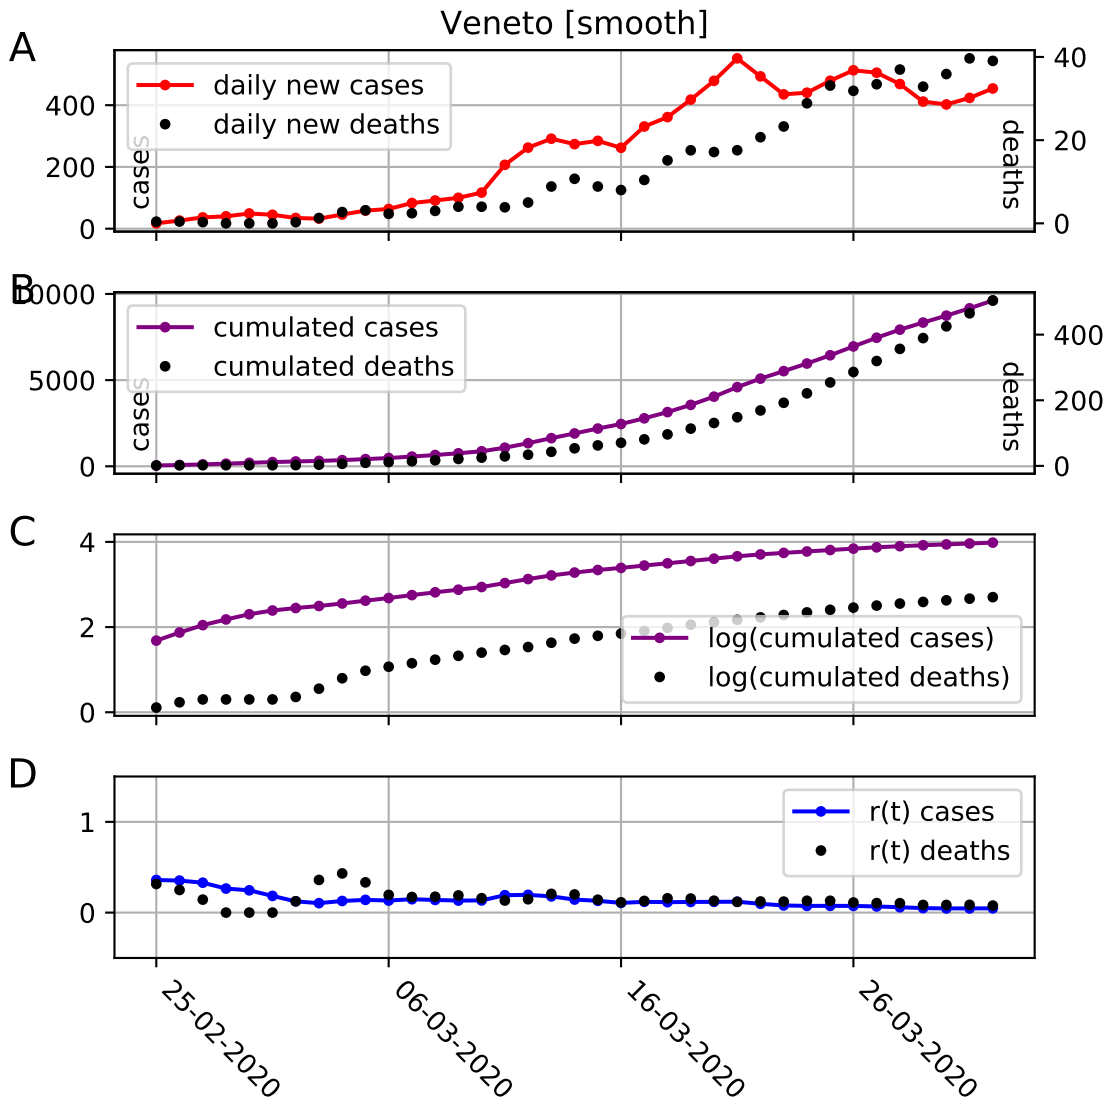 Veneto [smooth]
A
daily new cases
daily new deaths
400
200
0
cases
40
20
0
deaths
B
10000
5000
0
cumulated cases
cumulated deaths
cases
400
200
0
deaths
C
4
2
0
log(cumulated cases)
log(cumulated deaths)
D
1
0
r(t) cases
r(t) deaths
25-02-2020
06-03-2020
16-03-2020
26-03-2020